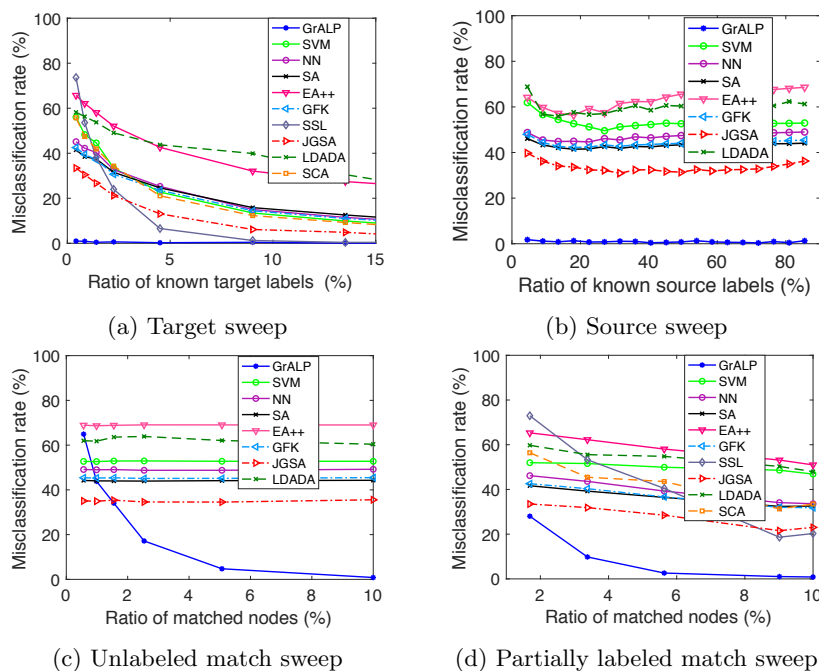 100
80
60
40
20
0
Misclassification rate (%)
0
5
10
15
Ratio of known target labels (%)
GrALP
SVM
NN
SA
EA++
GFK
SSL
JGSA
LDADA
SCA
(a) Target sweep
100
80
60
40
20
0
Misclassification rate (%)
0
20
40
60
80
Ratio of known source labels (%)
GrALP
SVM
NN
SA
EA++
GFK
JGSA
LDADA
(b) Source sweep
100
80
60
40
20
0
Misclassification rate (%)
0
2
4
6
8
10
Ratio of matched nodes (%)
GrALP
SVM
NN
SA
EA++
GFK
JGSA
LDADA
(c) Unlabeled match sweep
100
80
60
40
20
0
Misclassification rate (%)
2
4
6
8
10
Ratio of matched nodes (%)
GrALP
SVM
NN
SA
EA++
GFK
SSL
JGSA
LDADA
SCA
(d) Partially labeled match sweep